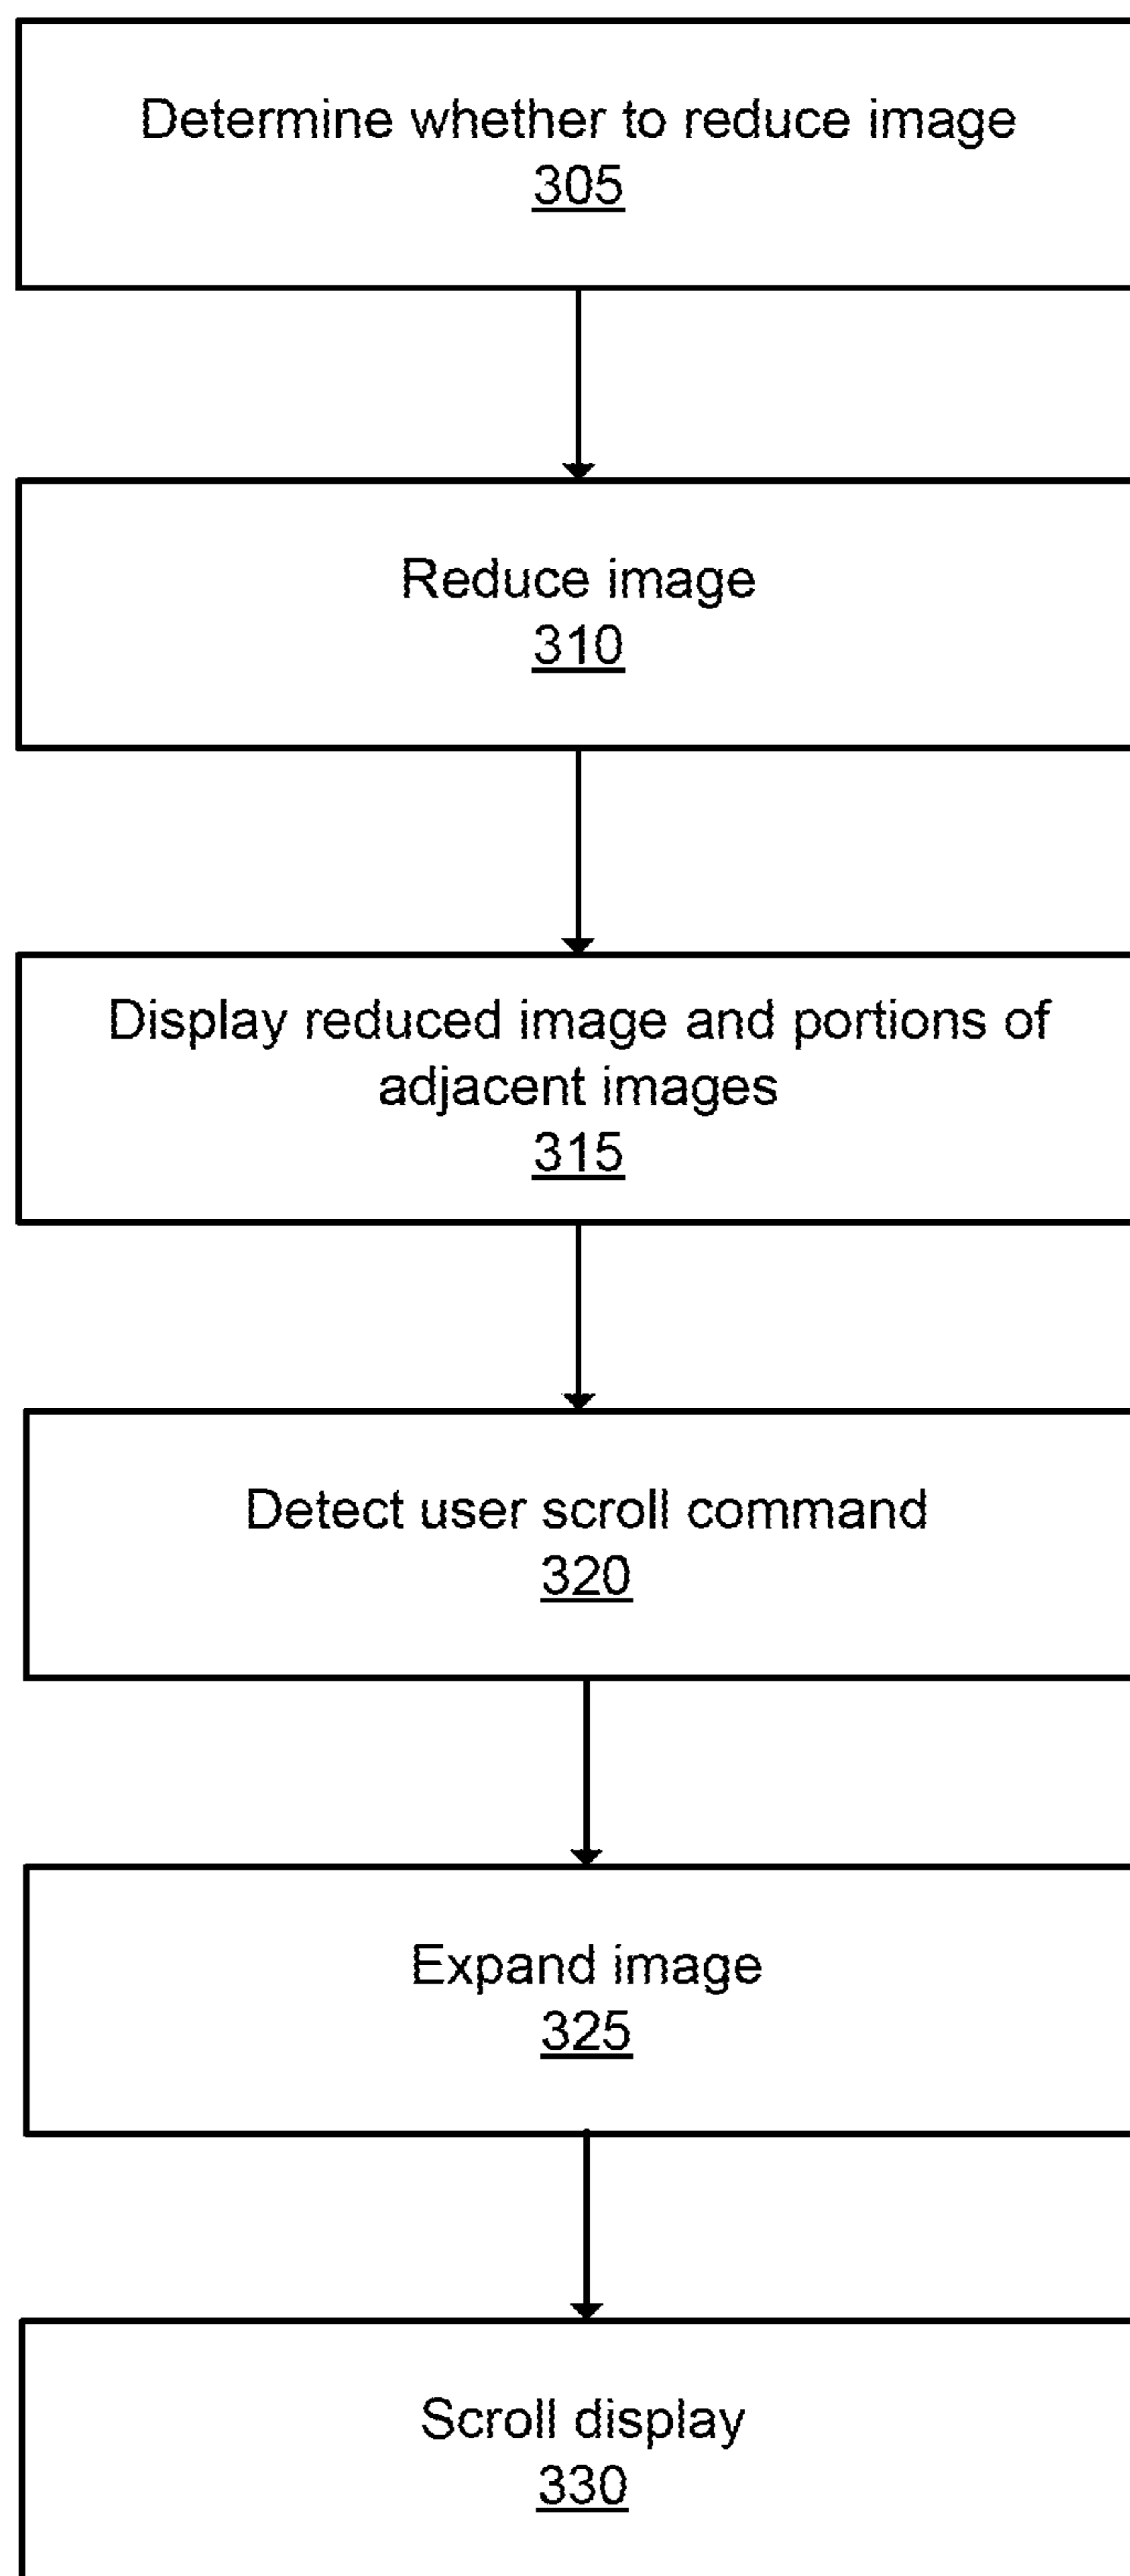 Determine whether to reduce image
305
Reduce image
310
Display reduced image and portions of
adjacent images
315
Detect user scroll command
320
Expand image
325
Scroll display
330